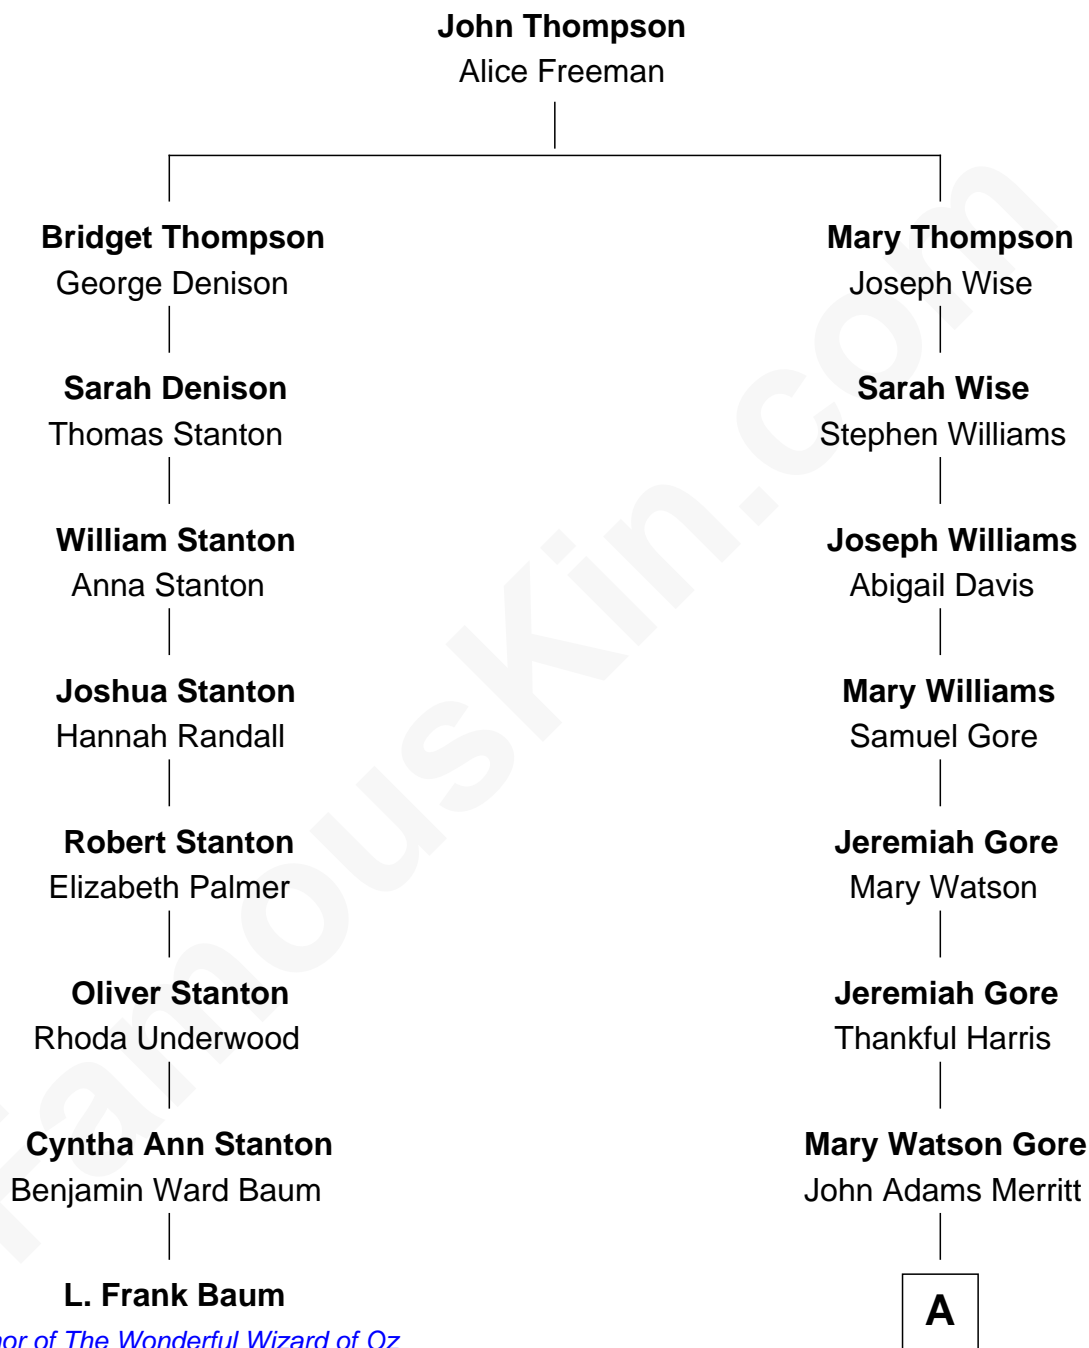 John Thompson
Alice Freeman
Bridget Thompson
George Denison
Mary Thompson
Joseph Wise
Sarah Denison
Thomas Stanton
Sarah Wise
Stephen Williams
William Stanton
Anna Stanton
Joseph Williams
Abigail Davis
Joshua Stanton
Hannah Randall
Mary Williams
Samuel Gore
Robert Stanton
Elizabeth Palmer
Jeremiah Gore
Mary Watson
Oliver Stanton
Rhoda Underwood
Jeremiah Gore
Thankful Harris
Cyntha Ann Stanton
Benjamin Ward Baum
Mary Watson Gore
John Adams Merritt
L. Frank Baum
of The Wonderful Wizard of Oz
A
FamousKin.com